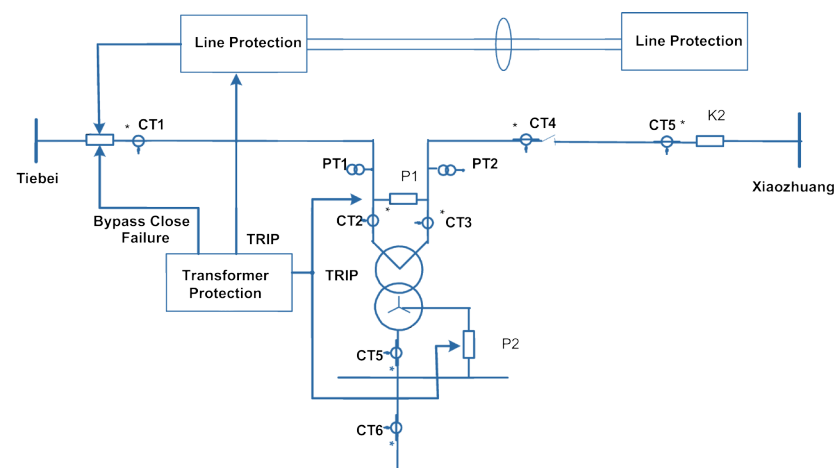 Line Protection
Line Protection
* CT1
* CT4
CT5 *
K2
Tiebei
PT1
P1
PT2
Xiaozhuang
Bypass Close
Failure
TRIP
*
CT2
*
CT3
Transformer
Protection
TRIP
P2
CT5
*
CT6
*